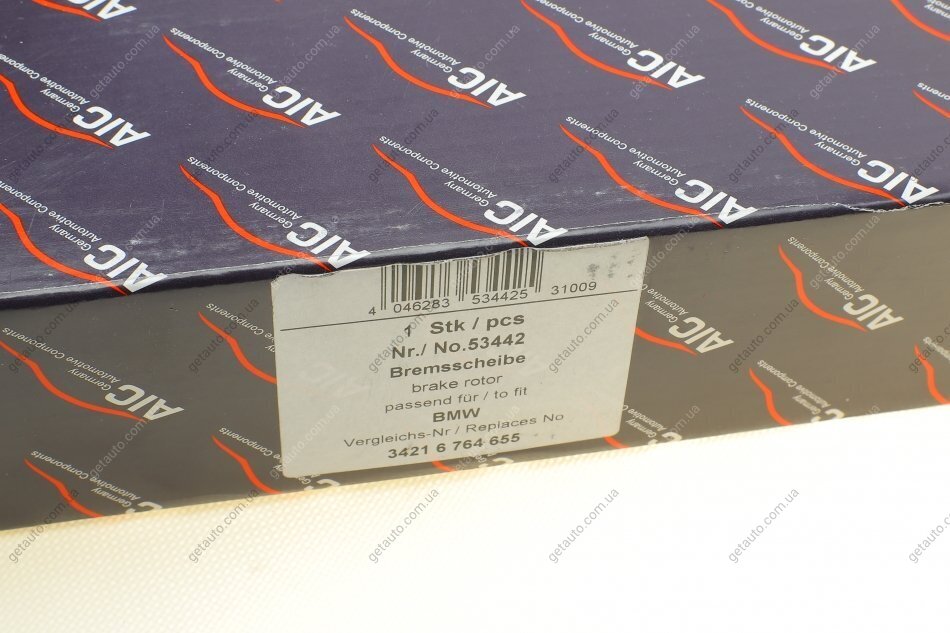 AIC Germany
Automotive Components
4 046283 534425 31009
1 Stk / pcs
Nr./ No.53442
Bremsscheibe
brake rotor
passend für / to fit
BMW
Vergleichs-Nr / Replaces No
3421 6 764 655
getauto.com.ua